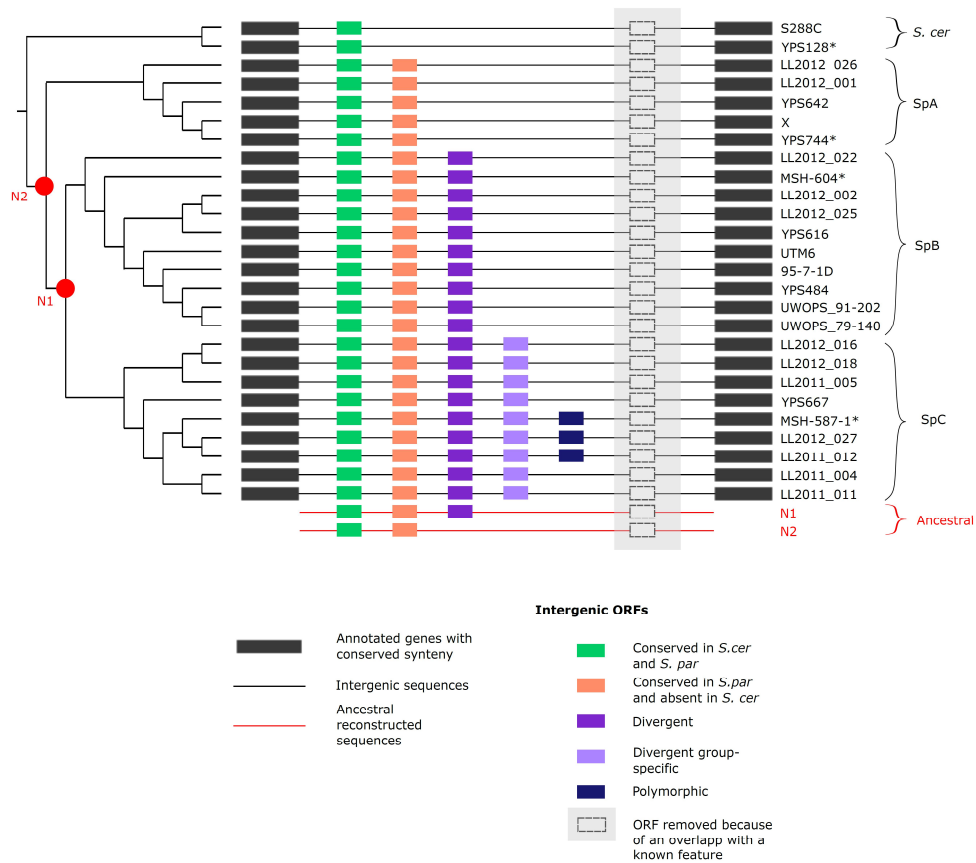 S288C
YPS128*
S. cer
LL2012_026
LL2012_001
YPS642
X
YPS744*
SpA
LL2012_022
MSH-604*
LL2012_002
LL2012_025
YPS616
UTM6
95-7-1D
YPS484
UWOPS_91-202
UWOPS_79-140
SpB
LL2012_016
LL2012_018
LL2011_005
YPS667
MSH-587-1*
LL2012_027
LL2011_012
LL2011_004
LL2011_011
SpC
N2
N1
N1
N2
Ancestral
Annotated genes with
conserved synteny
Intergenic sequences
Ancestral
reconstructed
sequences
Intergenic ORFs
Conserved in S.cer
and S. par
Conserved in S.par
and absent in S. cer
Divergent
Divergent group-
specific
Polymorphic
ORF removed because
of an overlapp with a
known feature